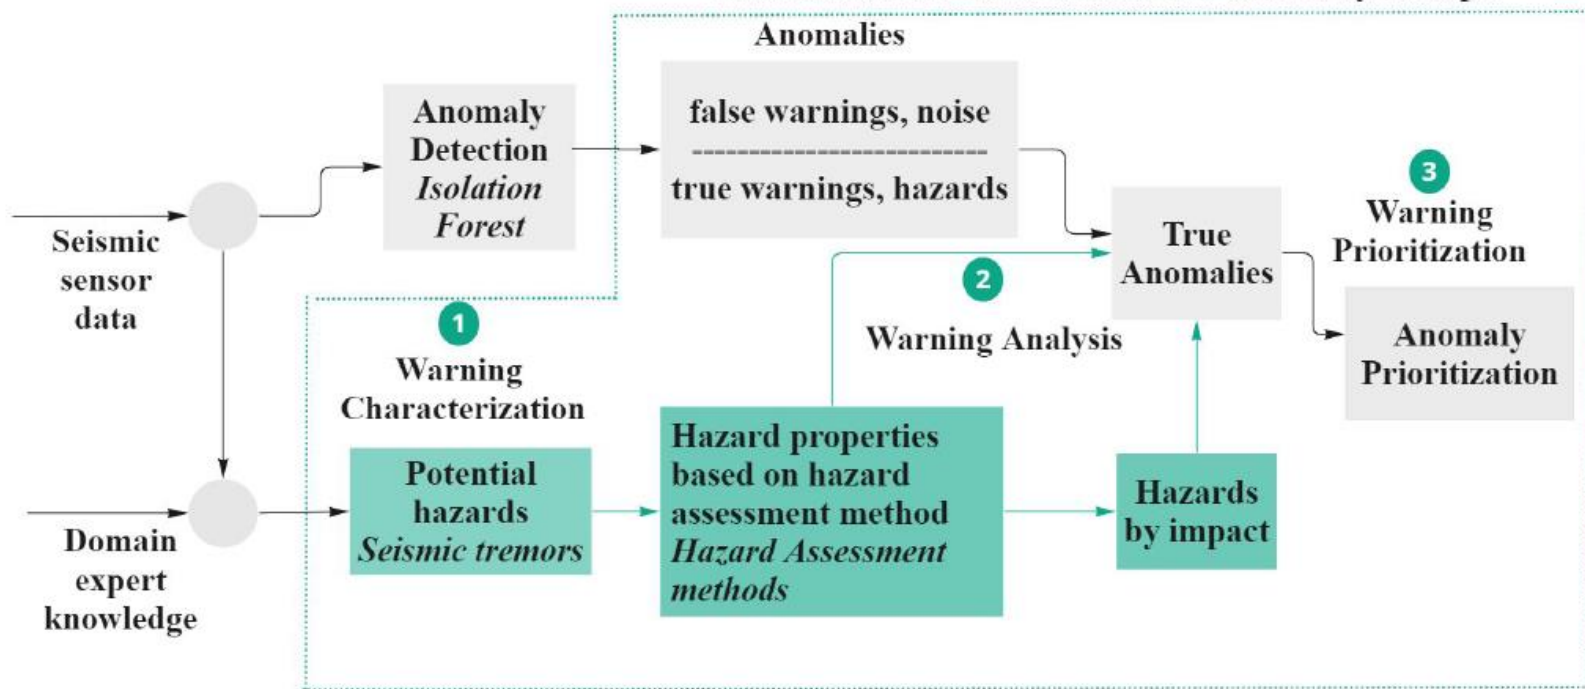 Anomalies
Anomaly
Detection
Isolation
Forest
false warnings, noise
--------------------------
true warnings, hazards
Seismic
sensor
data
3
Warning
Prioritization
True
Anomalies
2
Warning Analysis
Anomaly
Prioritization
1
Warning
Characterization
Potential
hazards
Seismic tremors
Hazard properties
based on hazard
assessment method
Hazard Assessment
methods
Hazards
by impact
Domain
expert
knowledge